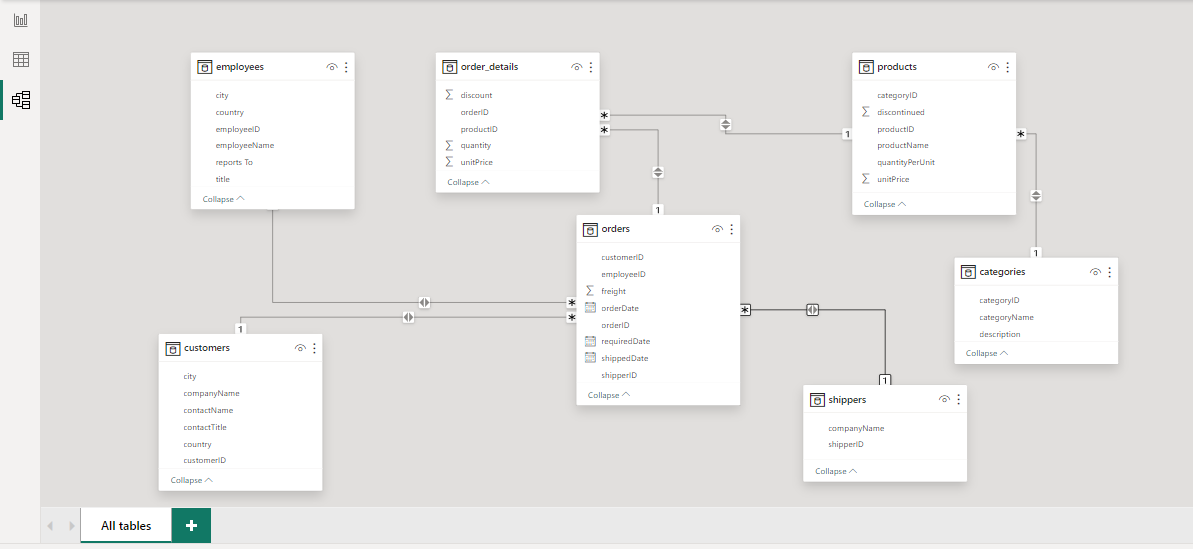 employees
city
country
employeeID
employeeName
reports To
title
Collapse
order_details
discount
orderID
productID
quantity
unitPrice
Collapse
products
categoryID
discontinued
productID
productName
quantityPerUnit
unitPrice
Collapse
*
*
1
*
1
1
orders
customerID
employeeID
freight
orderDate
orderID
requiredDate
shippedDate
shipperID
Collapse
categories
categoryID
categoryName
description
Collapse
*
*
1
*
1
customers
city
companyName
contactName
contactTitle
country
customerID
Collapse
shippers
companyName
shipperID
Collapse
All tables
+